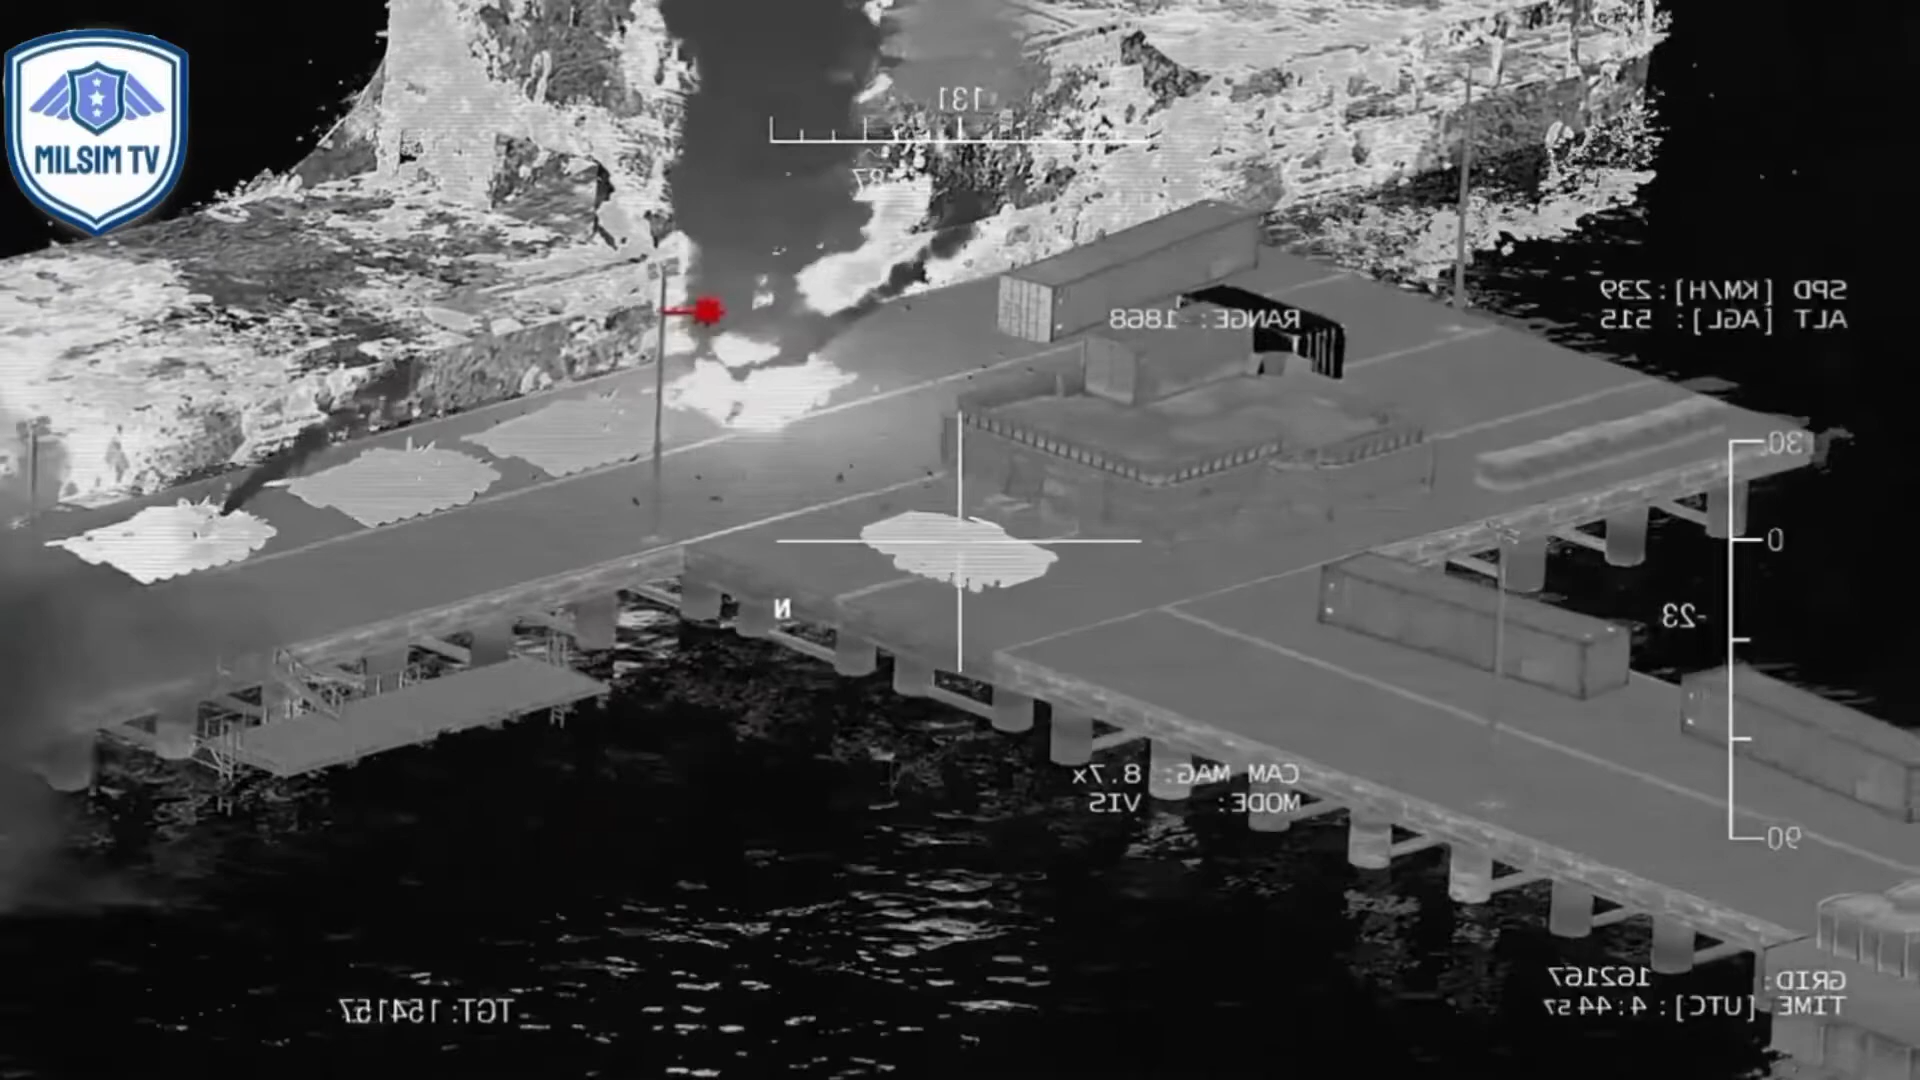 MILSIM TV
131
87
SPD [KM/H]: 239
ALT [AGL]: 515
RANGE: 1868
30
0
-23
N
CAM MAG: 8.7x
MODE: VIS
90
GRID: 162167
TIME [UTC]: 4:44 57
TGT: 154157